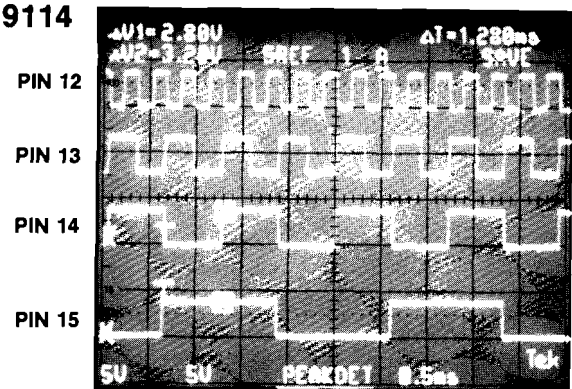 9114
ΔV1=2.80V ΔT=1.280ms
ΔV2=3.20V SREF 1 A SAVE
PIN 12
PIN 13
PIN 14
PIN 15
Tek
5V 5V PEAKDET 0.5ms